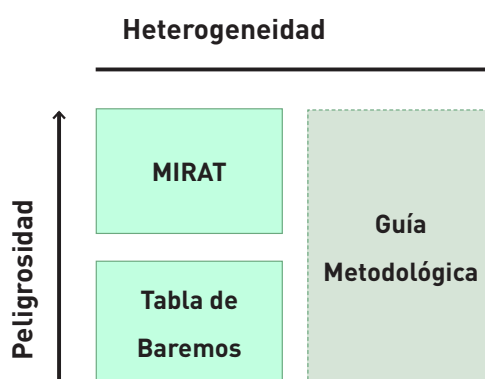 Heterogeneidad
Peligrosidad
MIRAT
Guía
Metodológica
Tabla de
Baremos